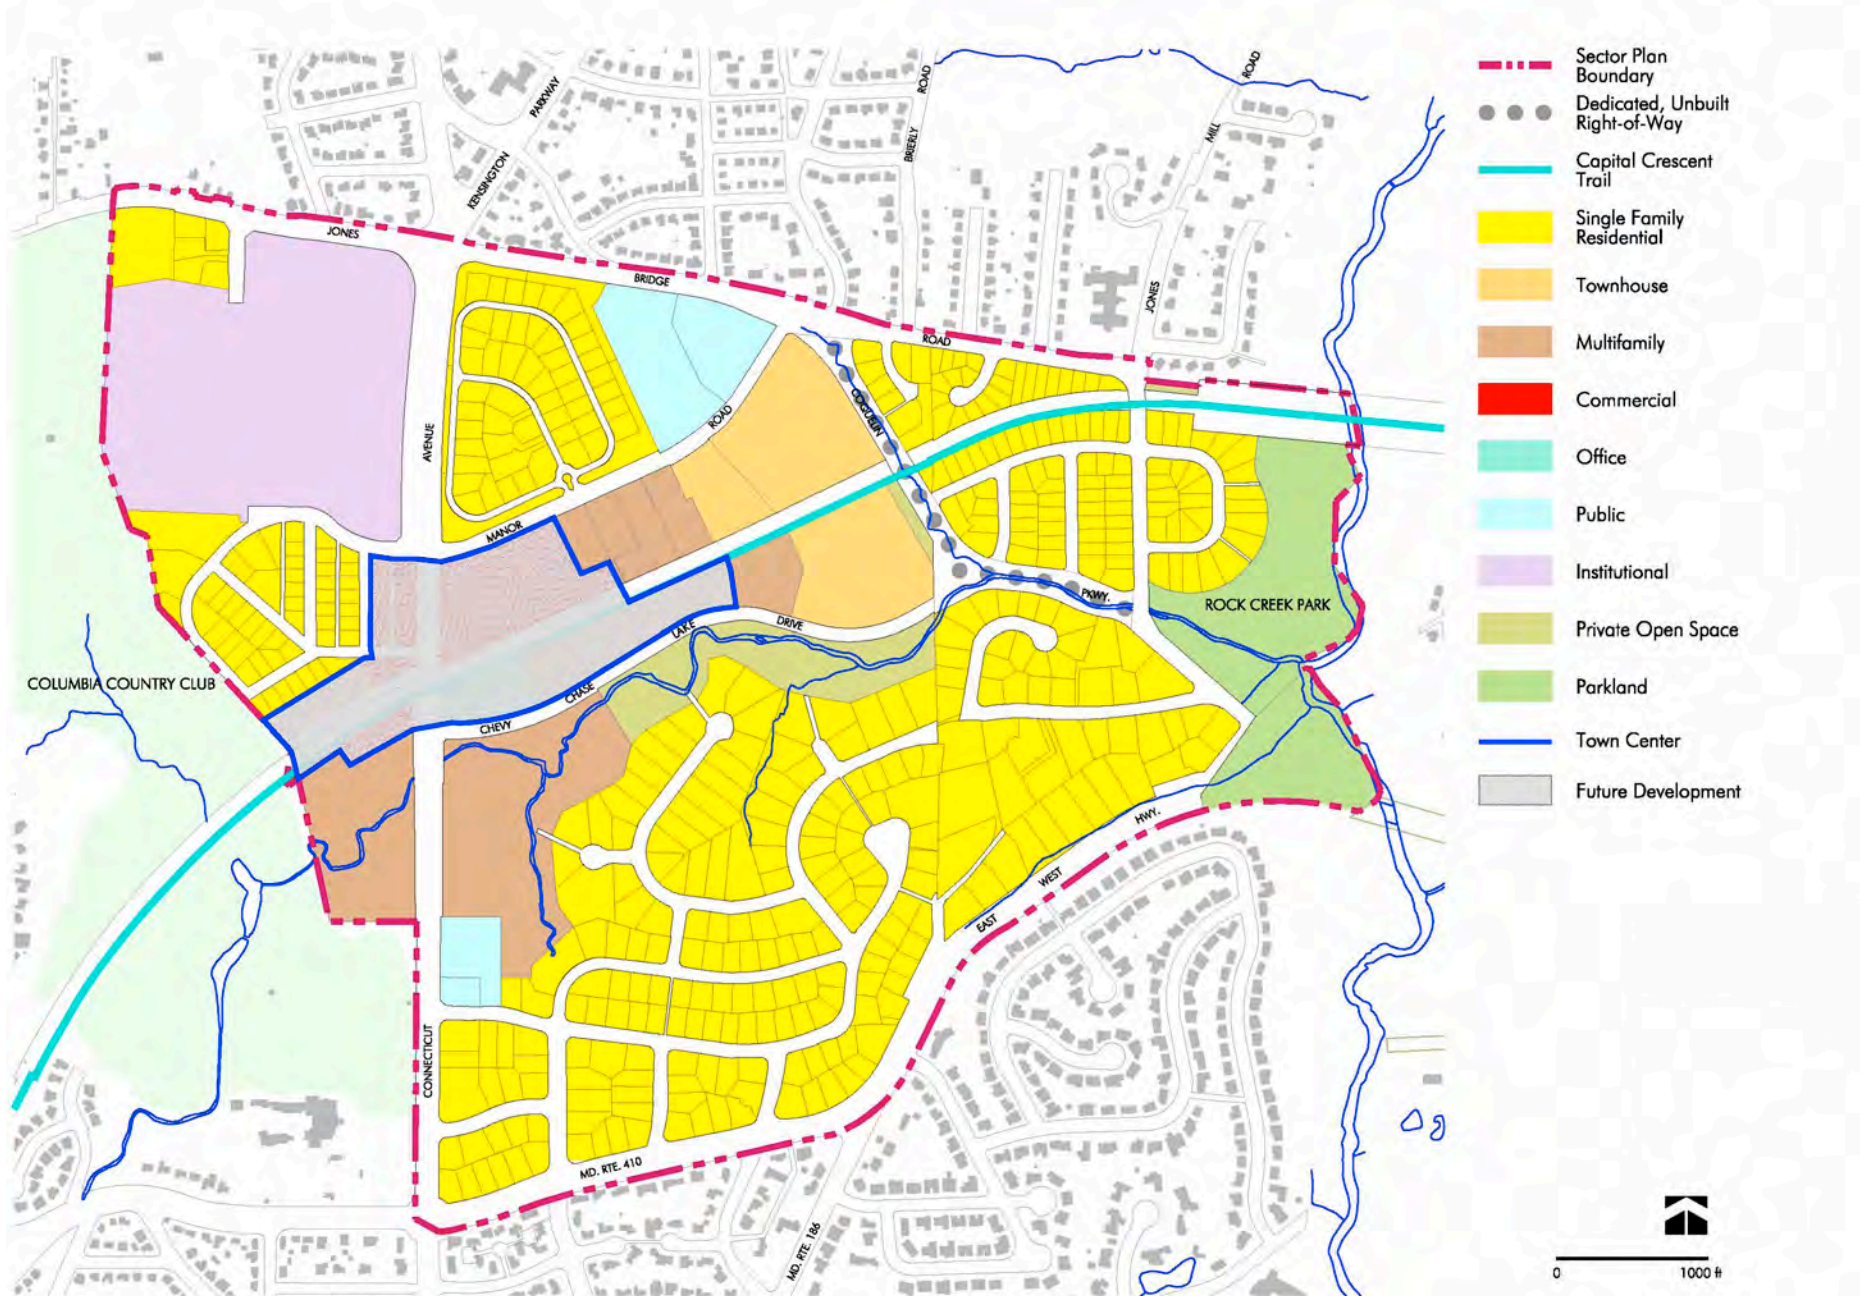 ROAD
PARKWAY
ROAD
BRIERLY
MILL
KENSINGTON
JONES
BRIDGE
JONES
ROAD
COQUELIN
ROAD
AVENUE
MANOR
PKWY.
ROCK CREEK PARK
DRIVE
LAKE
COLUMBIA COUNTRY CLUB
CHASE
CHEVY
HWY.
WEST
EAST
CONNECTICUT
MD. RTE. 410
MD. RTE. 186
Sector Plan
Boundary
Dedicated, Unbuilt
Right-of-Way
Capital Crescent
Trail
Single Family
Residential
Townhouse
Multifamily
Commercial
Office
Public
Institutional
Private Open Space
Parkland
Town Center
Future Development
0 1000 ft